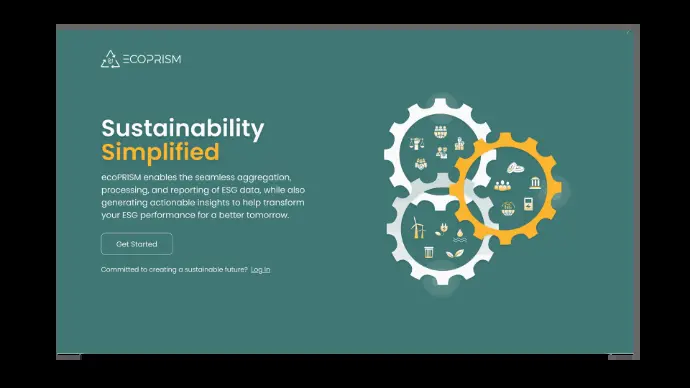 ECOPRISM
Sustainability
Simplified
ecoPRISM enables the seamless aggregation,
processing, and reporting of ESG data, while also
generating actionable insights to help transform
your ESG performance for a better tomorrow.
Get Started
Committed to creating a sustainable future? Log In